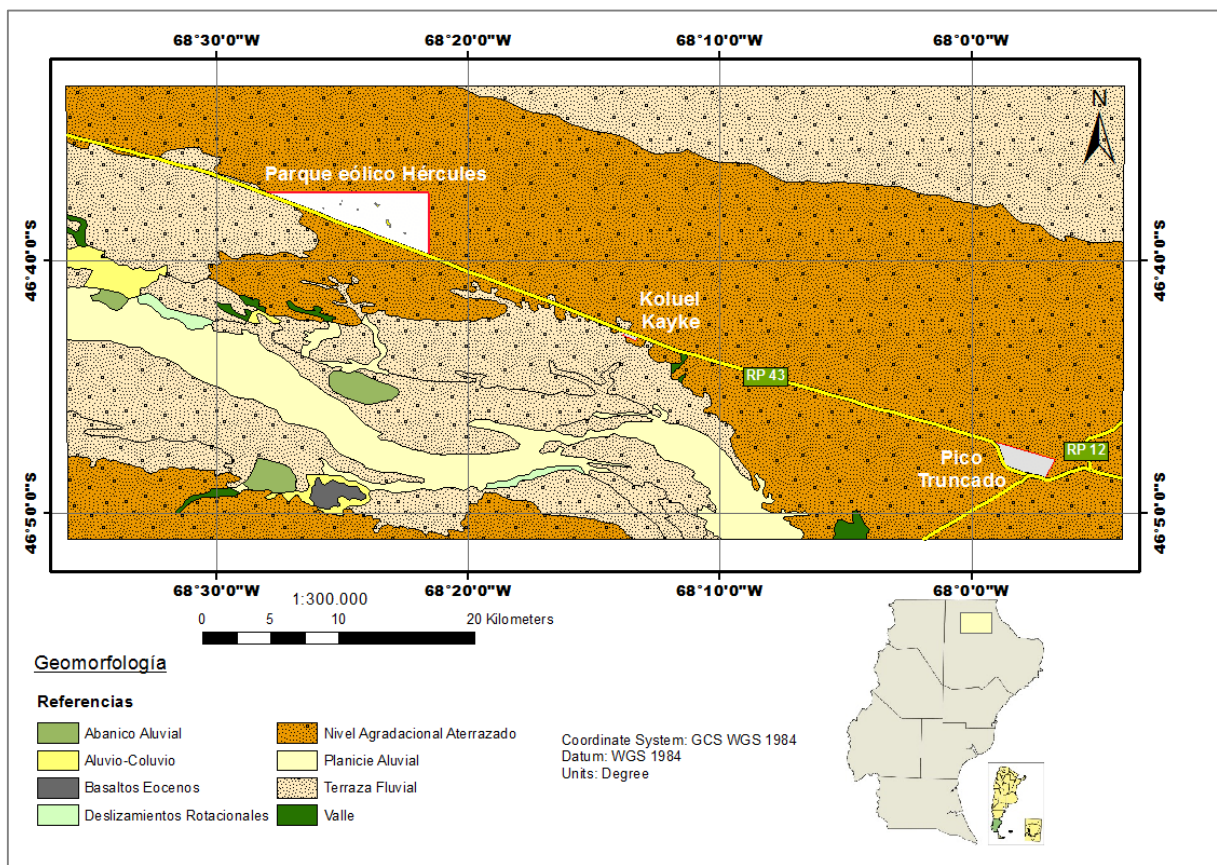 68°30'0"W 68°20'0"W 68°10'0"W 68°0'0"W
N
Parque eólico Hércules
46°40'0"S 46°40'0"S
Koluel
Kayke
RP 43
Pico
Truncado
RP 12
46°50'0"S 46°50'0"S
68°30'0"W 68°20'0"W 68°10'0"W 68°0'0"W
1:300.000
0 5 10 20 Kilometers
Geomorfología
Referencias
Abanico Aluvial
Aluvio-Coluvio
Basaltos Eocenos
Deslizamientos Rotacionales
Nivel Agradacional Aterrazado
Planicie Aluvial
Terraza Fluvial
Valle
Coordinate System: GCS WGS 1984
Datum: WGS 1984
Units: Degree